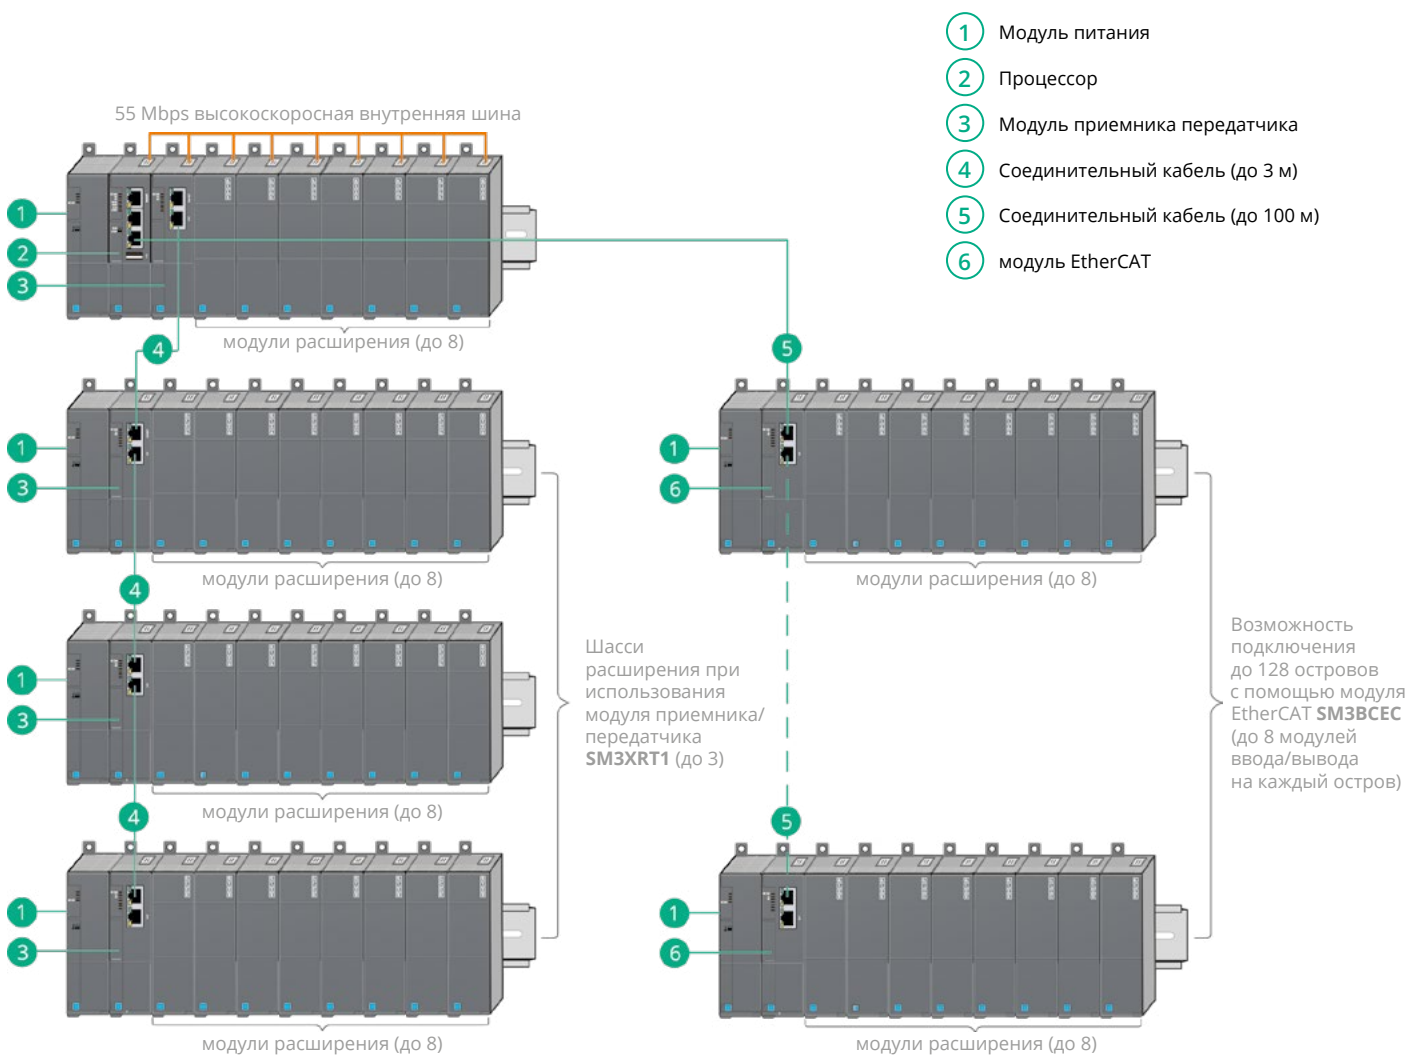 1 Модуль питания
2 Процессор
3 Модуль приемника передатчика
4 Соединительный кабель (до 3 м)
5 Соединительный кабель (до 100 м)
6 модуль EtherCAT
55 Mbps высокоскоросная внутренняя шина
1
2
3
модули расширения (до 8)
4
5
1
3
модули расширения (до 8)
1
6
модули расширения (до 8)
4
1
3
модули расширения (до 8)
Шасси
расширения при
использования
модуля приемника/
передатчика
SM3XRT1 (до 3)
Возможность
подключения
до 128 островов
с помощью модуля
EtherCAT SM3BCEC
(до 8 модулей
ввода/вывода
на каждый остров)
4
5
1
3
модули расширения (до 8)
1
6
модули расширения (до 8)